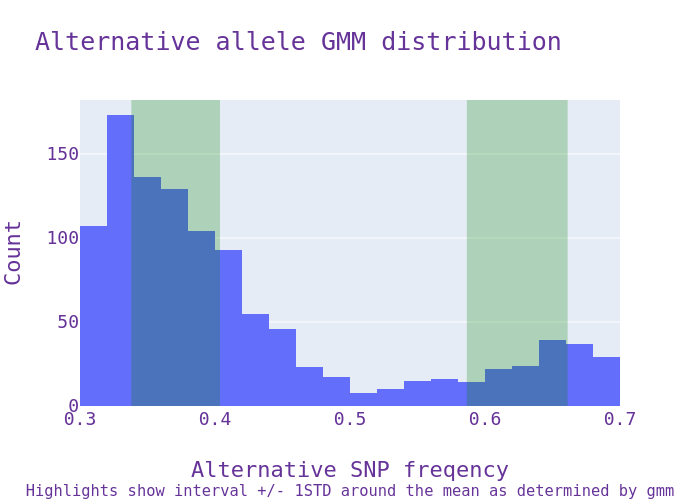 Alternative allele GMM distribution
150
100
50
0
Count
0.3 0.4 0.5 0.6 0.7
Alternative SNP freqency
Highlights show interval +/- 1STD around the mean as determined by gmm